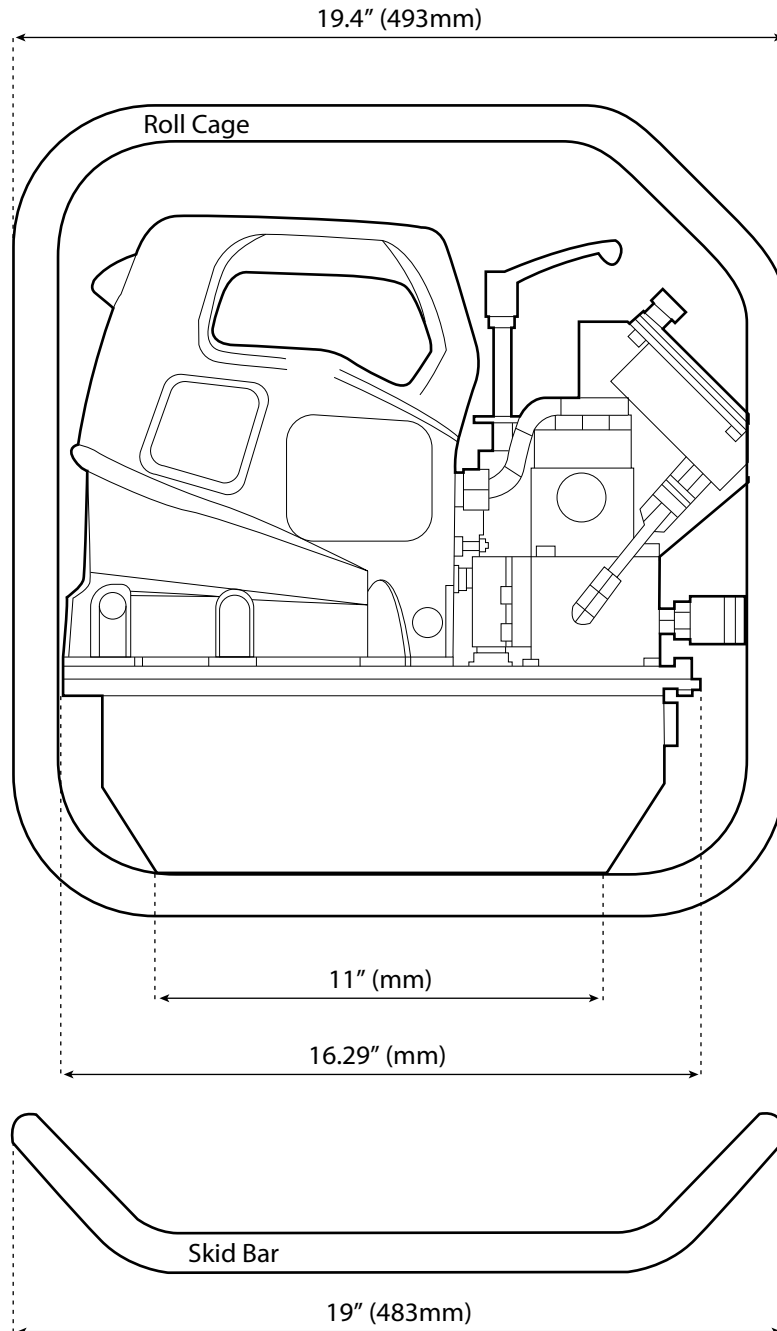 19.4” (493mm)
Roll Cage
11” (mm)
16.29” (mm)
Skid Bar
19” (483mm)